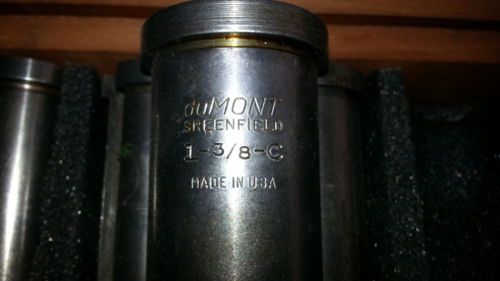 duMONT
GREENFIELD
1-3/8-C
MADE IN USA